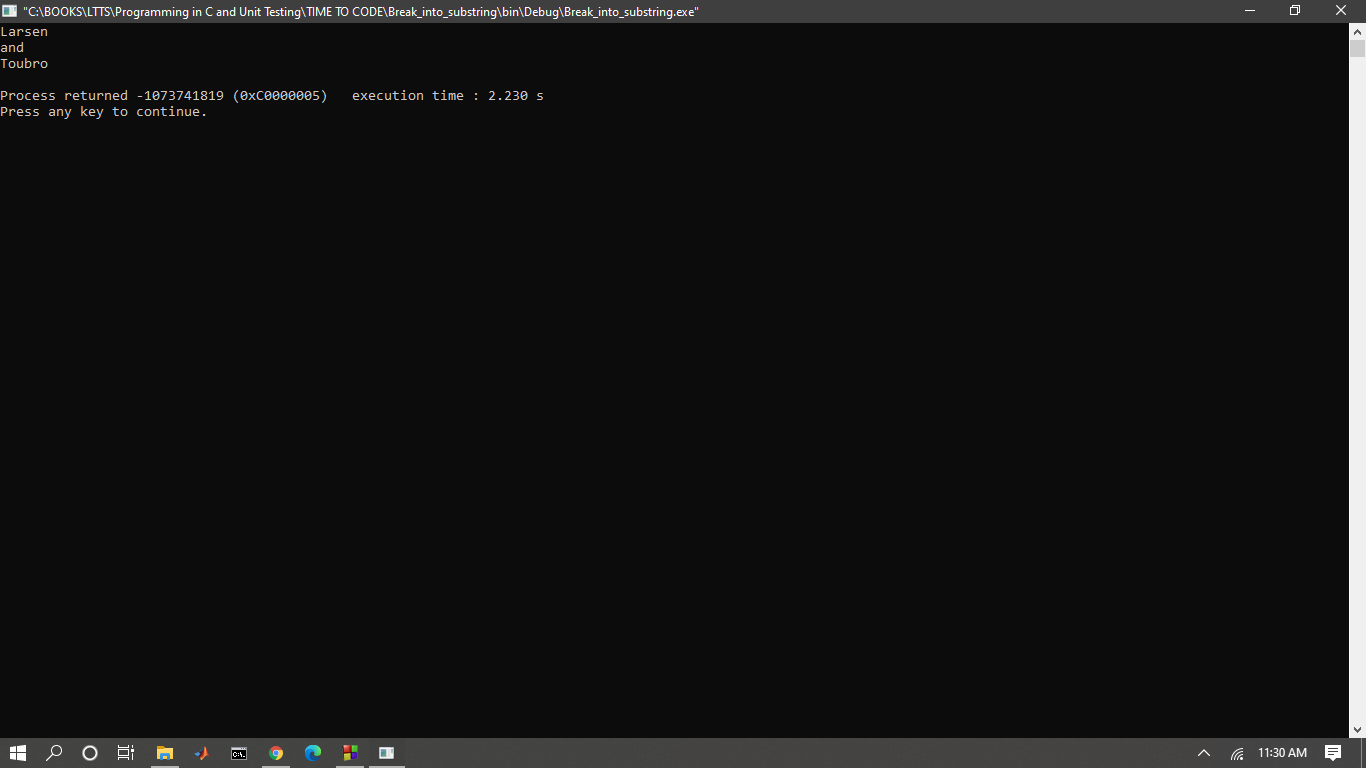 "C:\BOOKS\LTTS\Programming in C and Unit Testing\TIME TO CODE\Break_into_substring\bin\Debug\Break_into_substring.exe"
Larsen
and
Toubro
Process returned -1073741819 (0xC0000005)   execution time : 2.230 s
Press any key to continue.
C:\.
11:30 AM